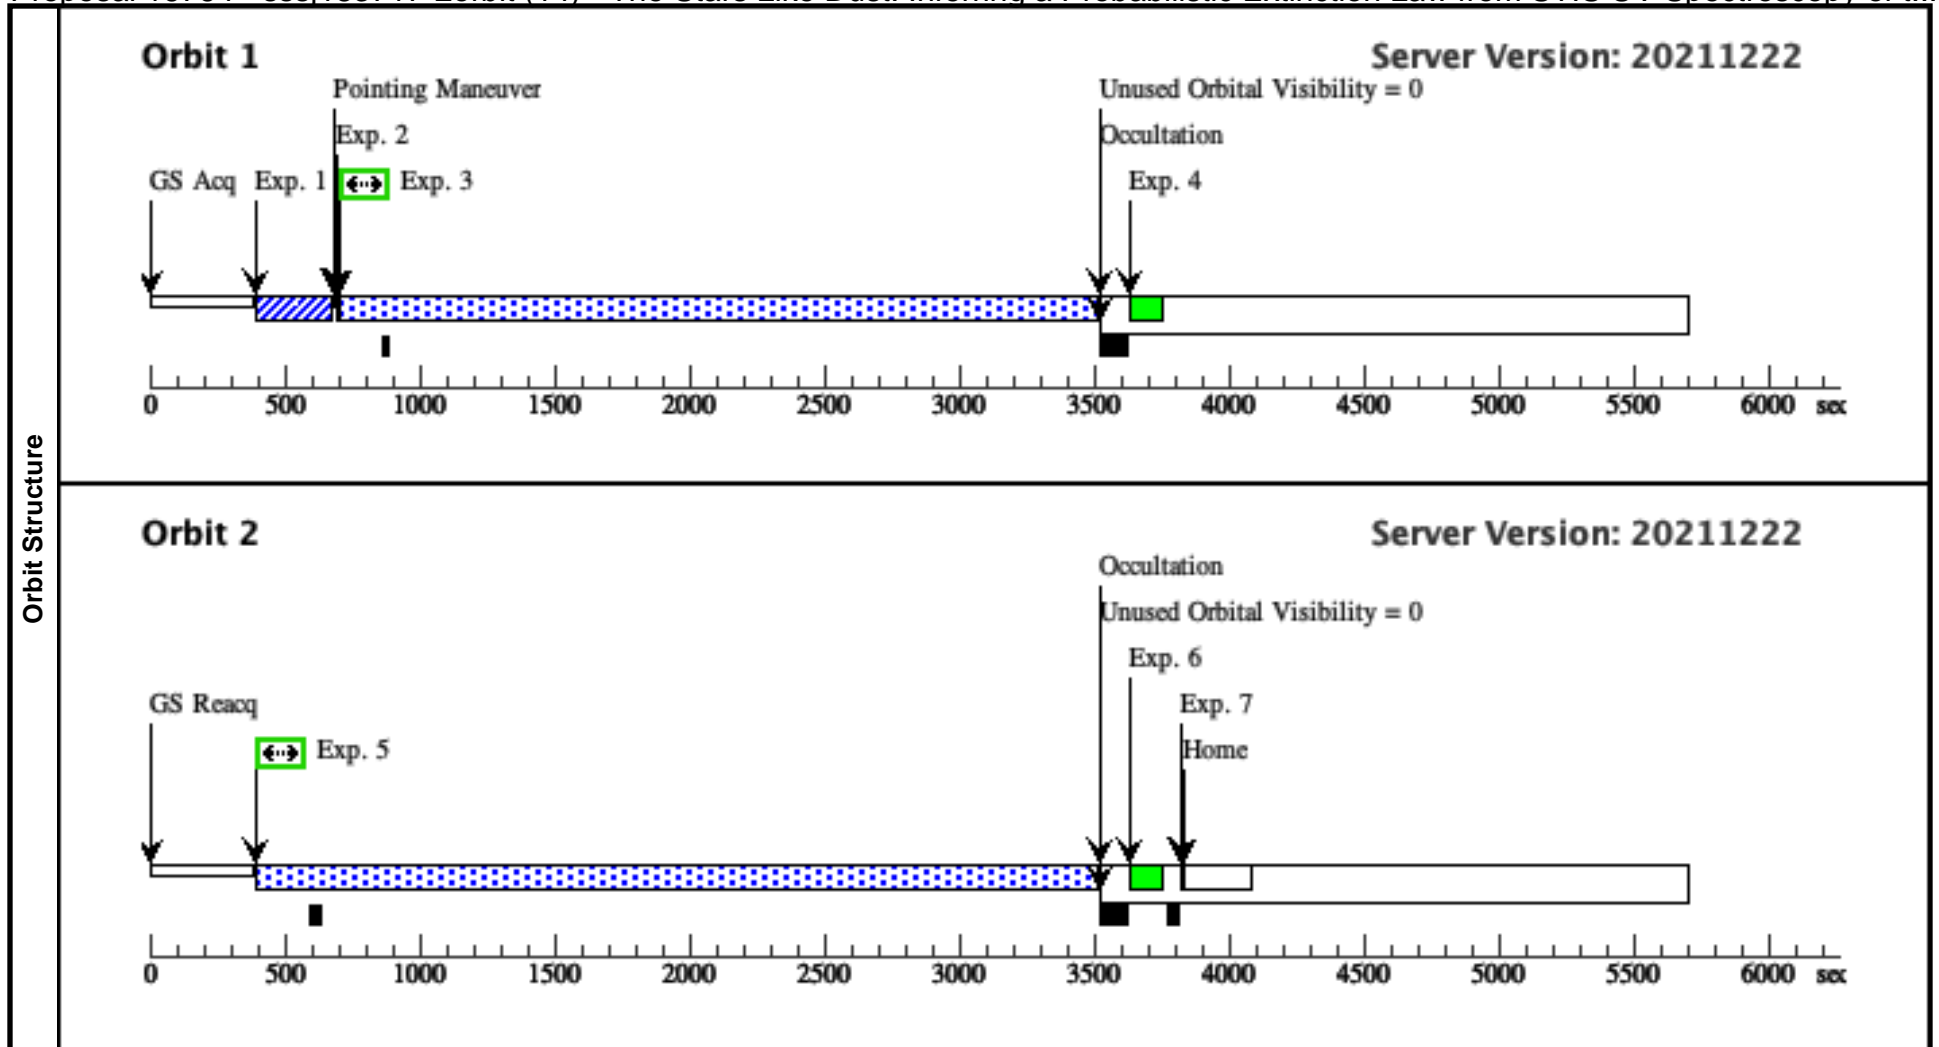 Orbit Structure
Orbit 1
Server Version: 20211222
Pointing Maneuver
Unused Orbital Visibility = 0
Exp. 2
Occultation
GS Acq
Exp. 1
Exp. 3
Exp. 4
0 500 1000 1500 2000 2500 3000 3500 4000 4500 5000 5500 6000 sec
Orbit 2
Server Version: 20211222
Occultation
Unused Orbital Visibility = 0
Exp. 6
GS Reacq
Exp. 7
Exp. 5
Home
0 500 1000 1500 2000 2500 3000 3500 4000 4500 5000 5500 6000 sec